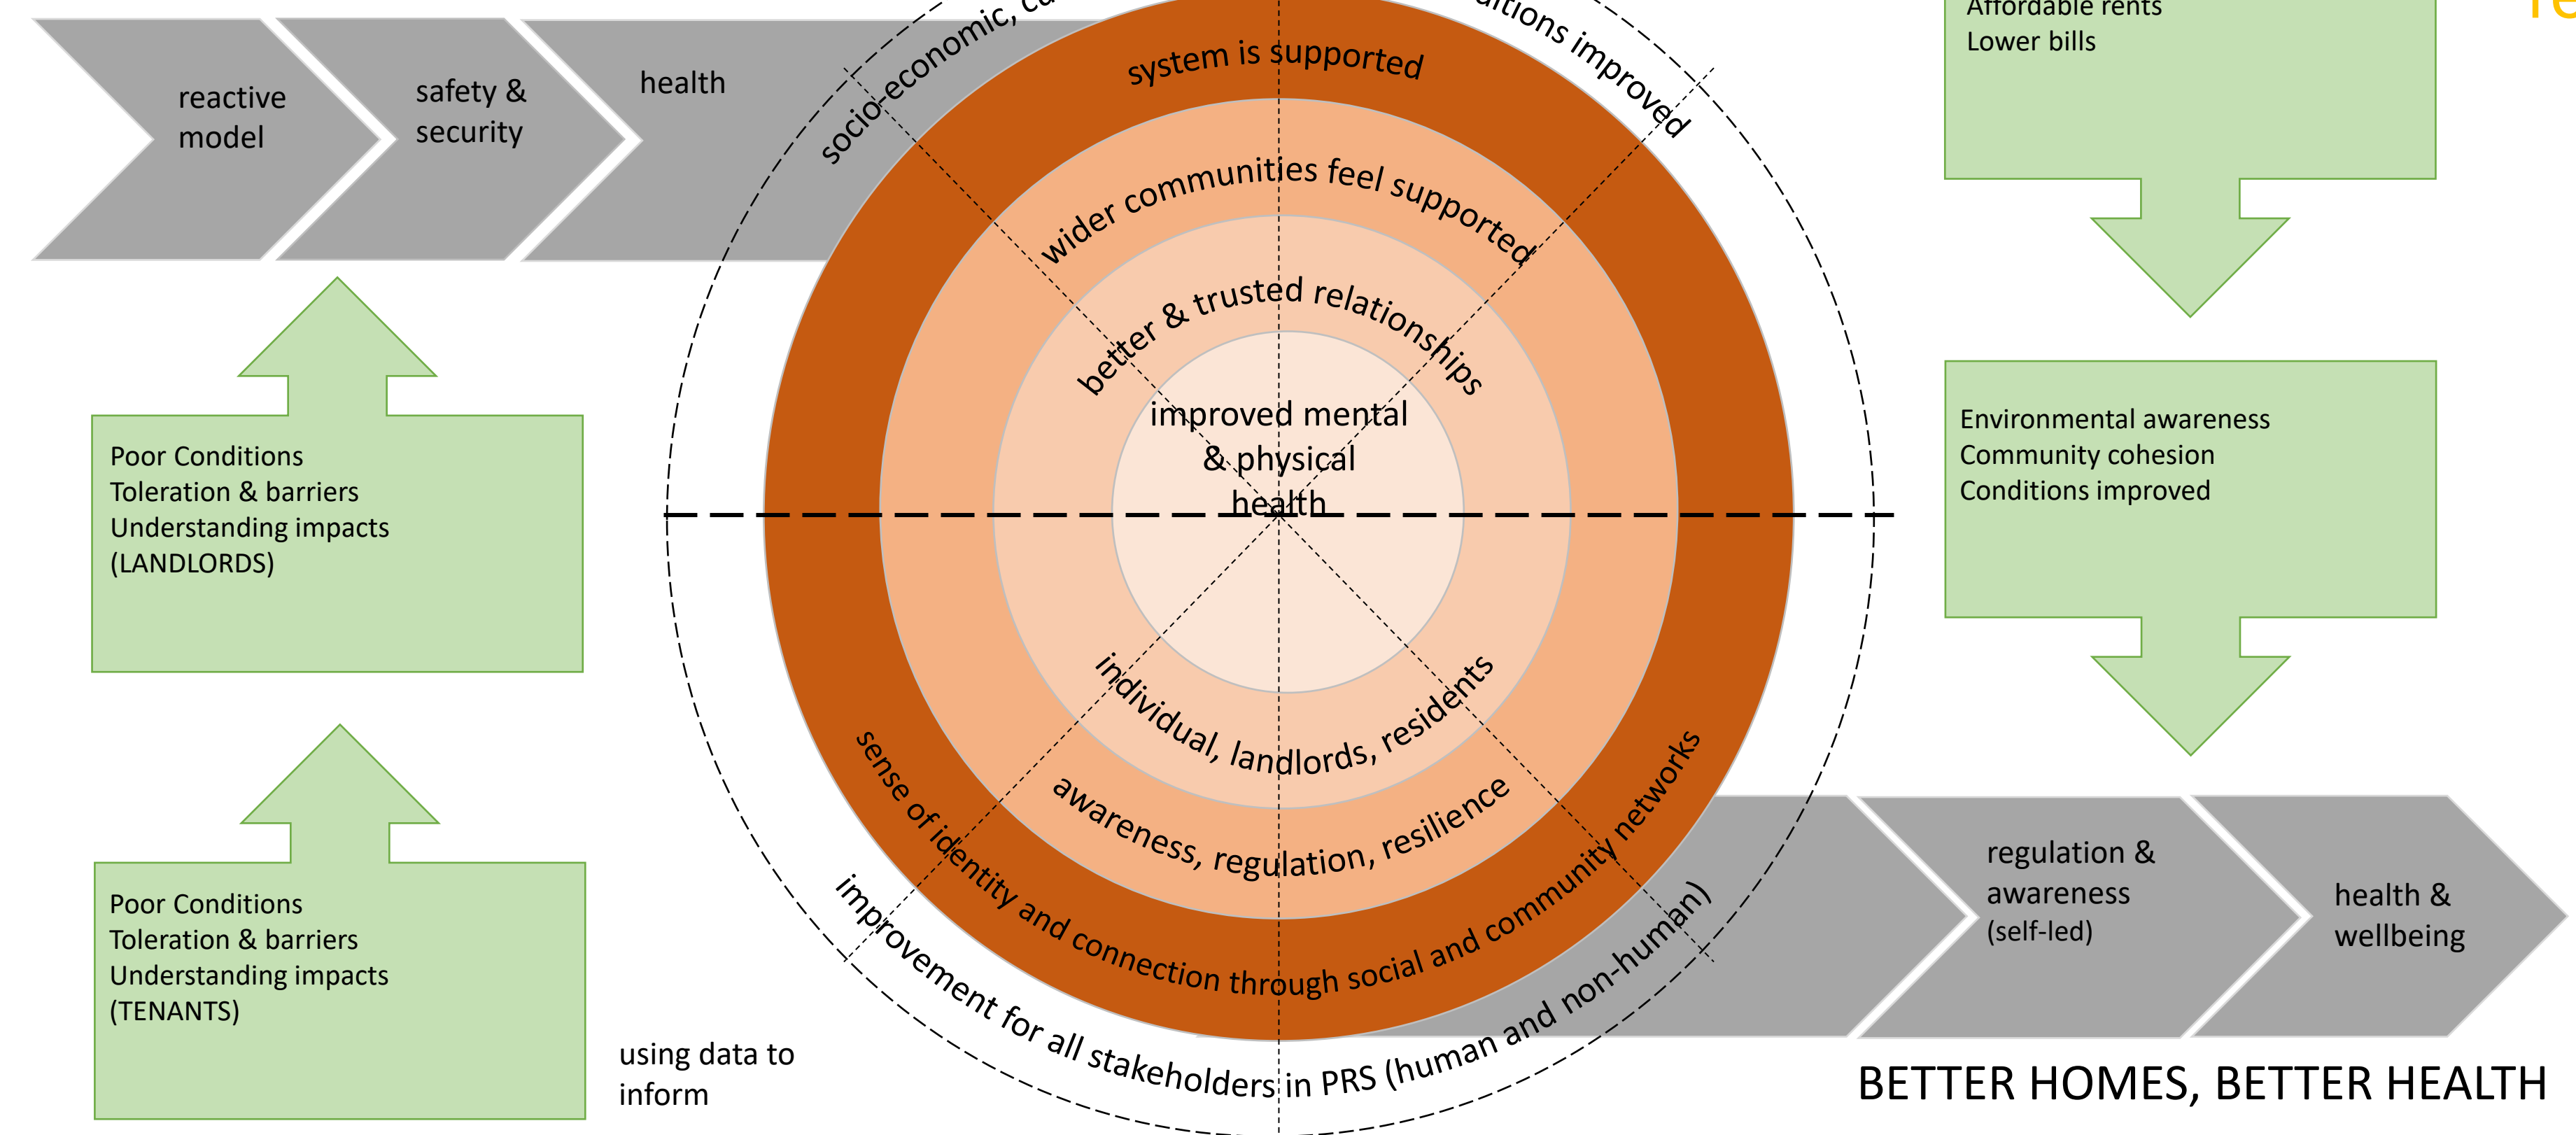 reactive
model
safety &
security
health
Poor Conditions
Toleration & barriers
Understanding impacts
(LANDLORDS)
Poor Conditions
Toleration & barriers
Understanding impacts
(TENANTS)
using data to
inform
socio-economic,
improved
system is supported
wider communities feel supported
better & trusted relationships
improved mental
& physical
health
individual, landlords, residents
awareness, regulation, resilience
sense of identity and connection through social and community networks
improvement for all stakeholders in PRS (human and non-human)
Affordable rents
Lower bills
Environmental awareness
Community cohesion
Conditions improved
regulation &
awareness
(self-led)
health &
wellbeing
BETTER HOMES, BETTER HEALTH